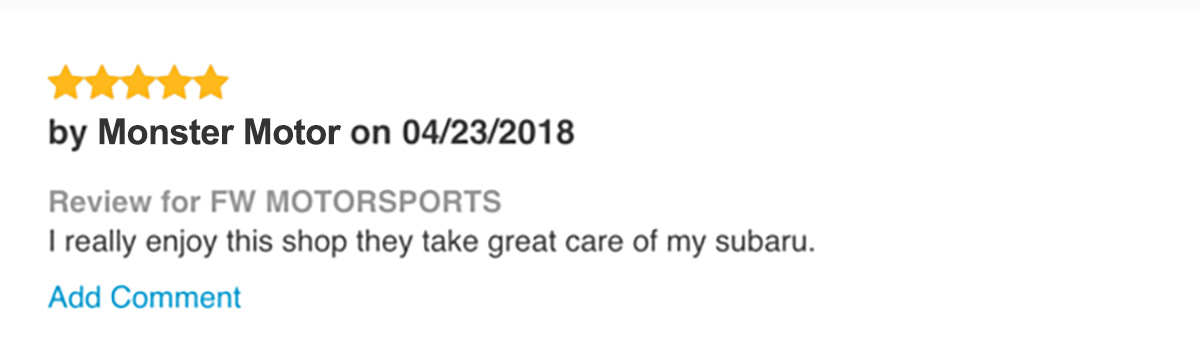 by Monster Motor on 04/23/2018
Review for FW MOTORSPORTS
I really enjoy this shop they take great care of my subaru.
Add Comment